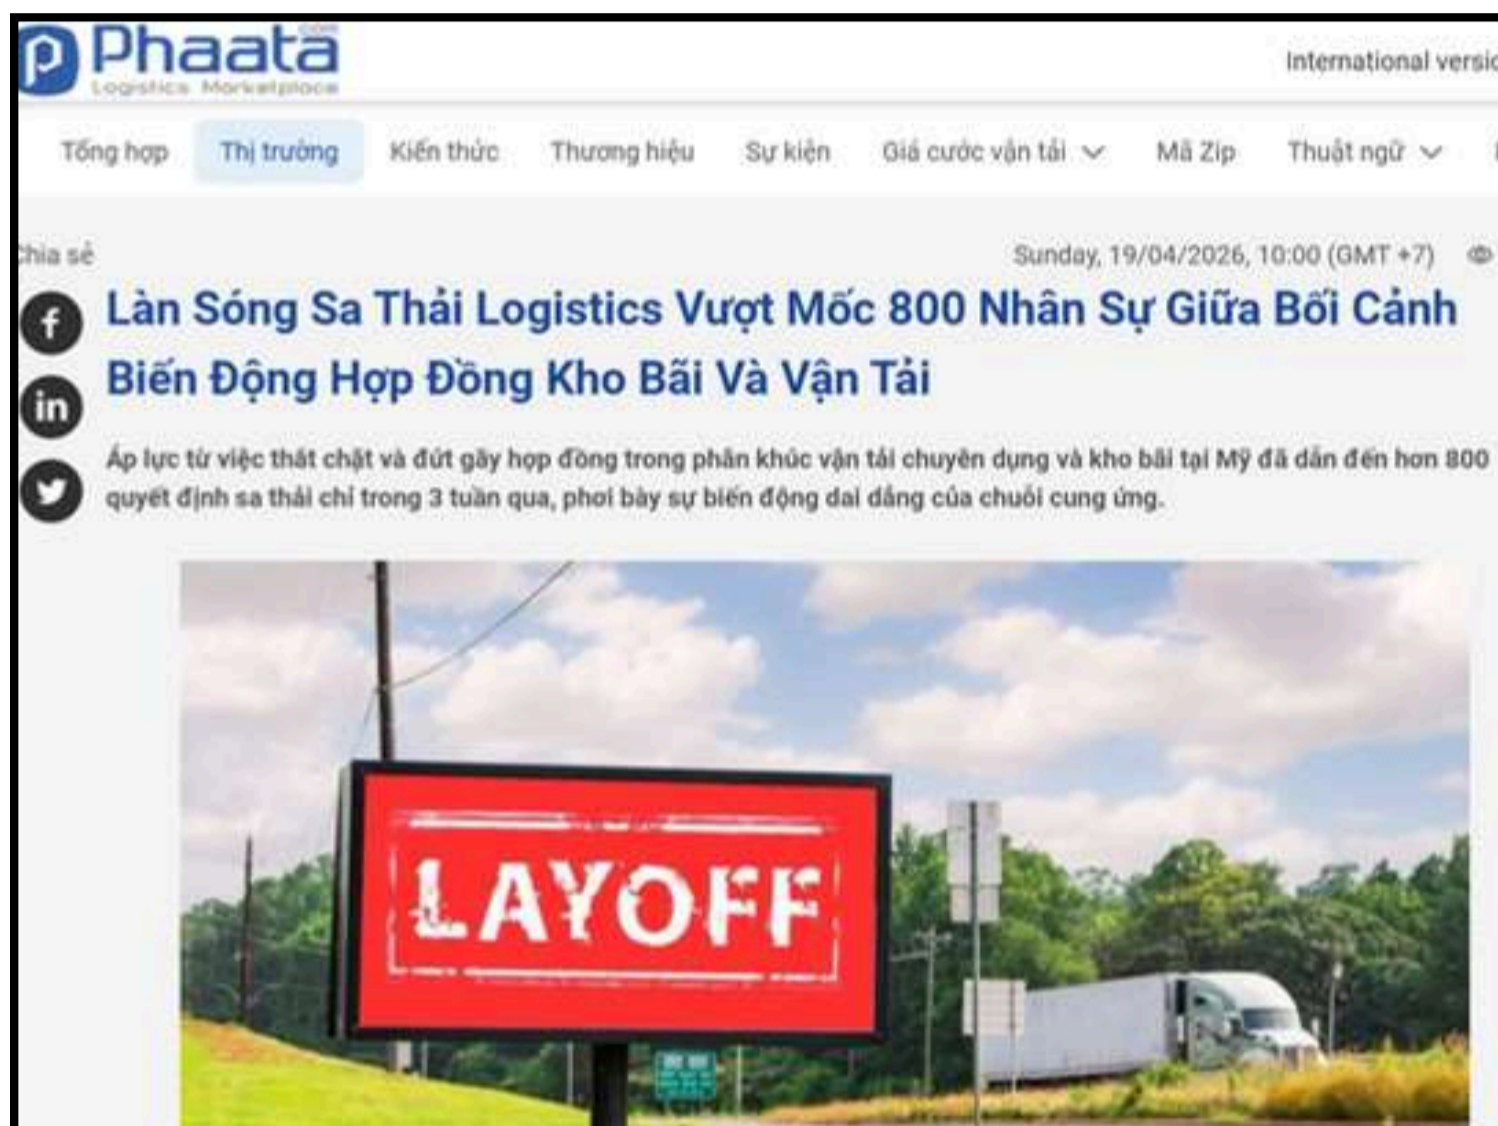 Phaata
.com
Logistics Marketplace
International versio
Tổng hợp Thị trường Kiến thức Thương hiệu Sự kiện Giá cước vận tải Mã Zip Thuật ngữ
Chia sẻ
Sunday, 19/04/2026, 10:00 (GMT +7)
Làn Sóng Sa Thải Logistics Vượt Mốc 800 Nhân Sự Giữa Bối Cảnh
Biến Động Hợp Đồng Kho Bãi Và Vận Tải
Áp lực từ việc thắt chặt và đứt gãy hợp đồng trong phân khúc vận tải chuyên dụng và kho bãi tại Mỹ đã dẫn đến hơn 800
quyết định sa thải chỉ trong 3 tuần qua, phơi bày sự biến động dai dẳng của chuỗi cung ứng.
LAYOFF